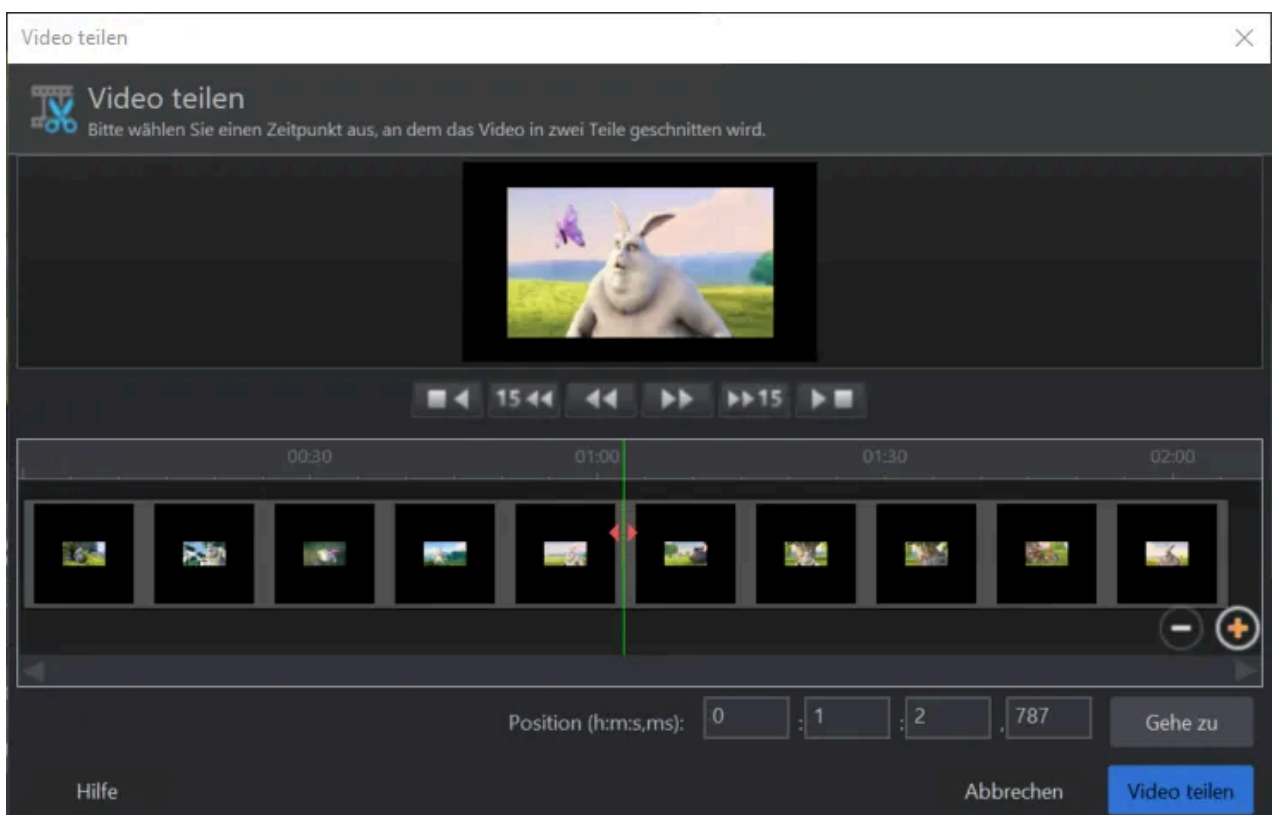 Video teilen
Video teilen
Bitte wählen Sie einen Zeitpunkt aus, an dem das Video in zwei Teile geschnitten wird.
15 15
00:30 01:00 01:30 02:00
Position (h:m:s,ms): 0 : 1 : 2 , 787 Gehe zu
Hilfe Abbrechen Video teilen